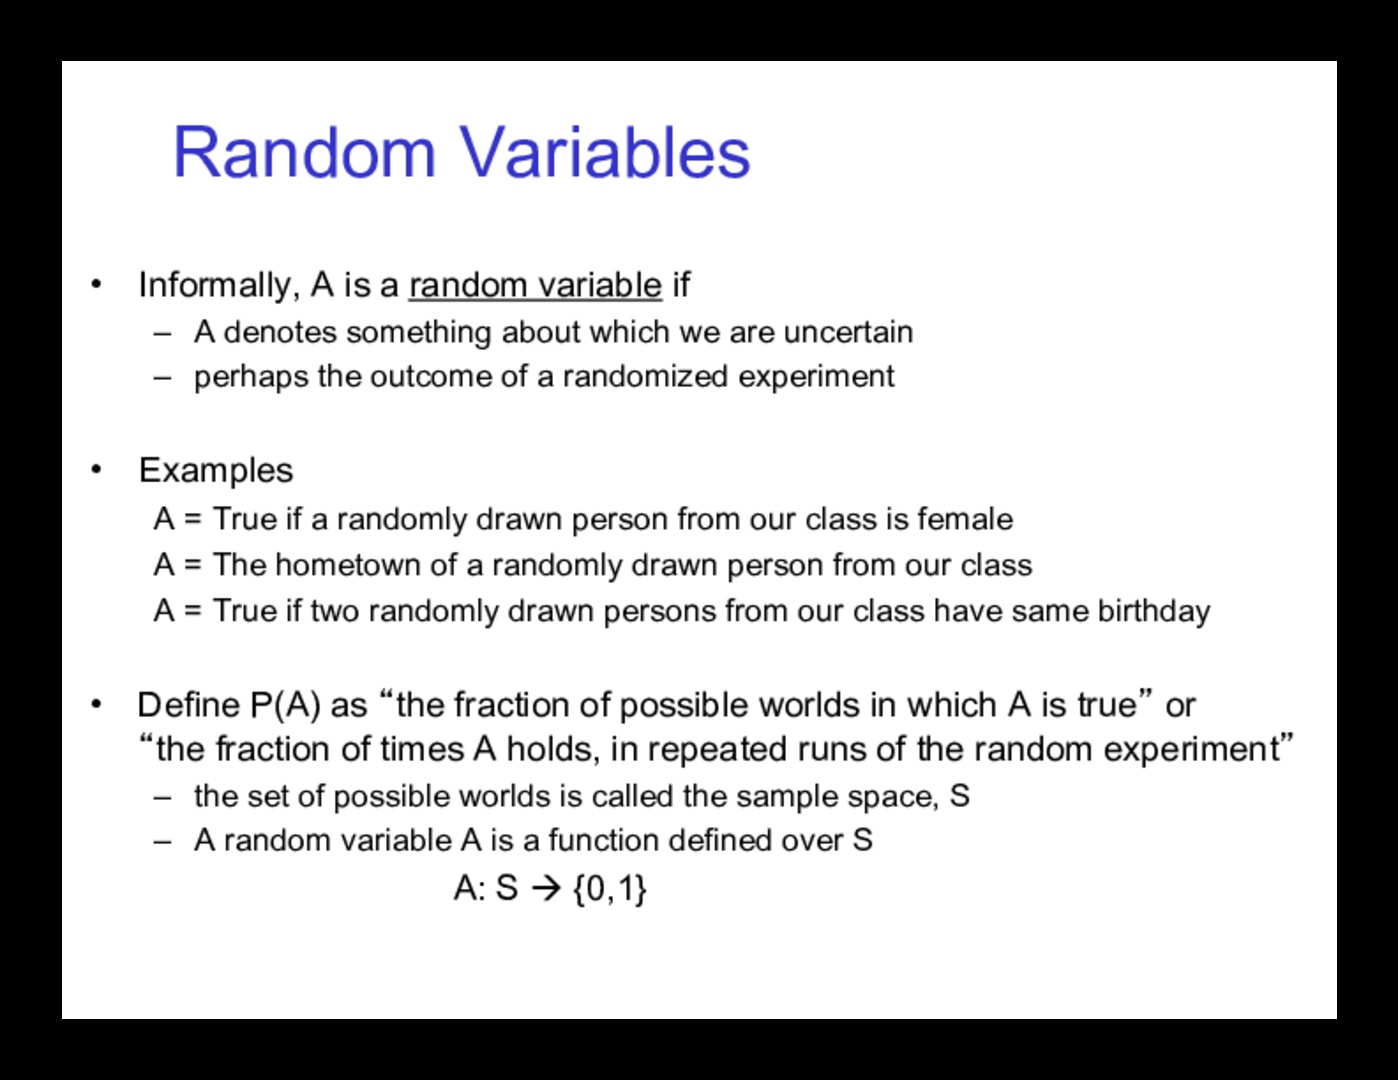 Random Variables
• Informally, A is a random variable if
– A denotes something about which we are uncertain
– perhaps the outcome of a randomized experiment
• Examples
A = True if a randomly drawn person from our class is female
A = The hometown of a randomly drawn person from our class
A = True if two randomly drawn persons from our class have same birthday
• Define P(A) as “the fraction of possible worlds in which A is true” or
“the fraction of times A holds, in repeated runs of the random experiment”
– the set of possible worlds is called the sample space, S
– A random variable A is a function defined over S
A: S → {0,1}